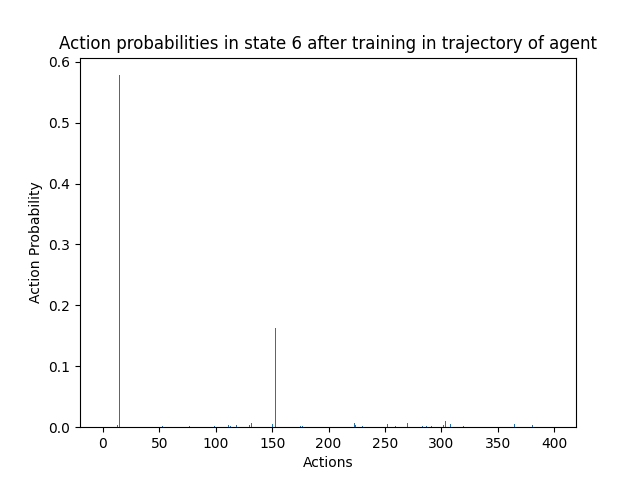 Action probabilities in state 6 after training in trajectory of agent
0.6
0.5
0.4
0.3
0.2
0.1
0.0
Action Probability
0 50 100 150 200 250 300 350 400
Actions